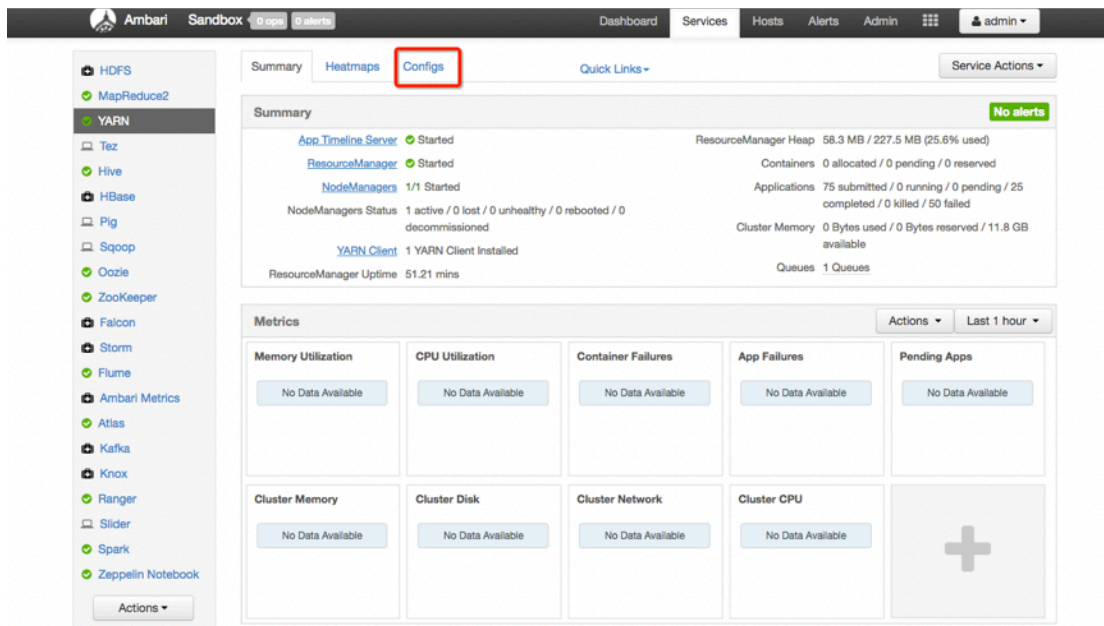 Ambari Sandbox 0 ops 0 alerts Dashboard Services Hosts Alerts Admin admin
HDFS
MapReduce2
YARN
Tez
Hive
HBase
Pig
Sqoop
Oozie
ZooKeeper
Falcon
Storm
Flume
Ambari Metrics
Atlas
Kafka
Knox
Ranger
Slider
Spark
Zeppelin Notebook
Actions
Summary Heatmaps Configs Quick Links Service Actions
Summary No alerts
App Timeline Server Started
ResourceManager Started
NodeManagers 1/1 Started
NodeManagers Status 1 active / 0 lost / 0 unhealthy / 0 rebooted / 0
decommissioned
YARN Client 1 YARN Client Installed
ResourceManager Uptime 51.21 mins
ResourceManager Heap 58.3 MB / 227.5 MB (25.6% used)
Containers 0 allocated / 0 pending / 0 reserved
Applications 75 submitted / 0 running / 0 pending / 25
completed / 0 killed / 50 failed
Cluster Memory 0 Bytes used / 0 Bytes reserved / 11.8 GB
available
Queues 1 Queues
Metrics Actions Last 1 hour
Memory Utilization CPU Utilization Container Failures App Failures Pending Apps
No Data Available No Data Available No Data Available No Data Available No Data Available
Cluster Memory Cluster Disk Cluster Network Cluster CPU
No Data Available No Data Available No Data Available No Data Available